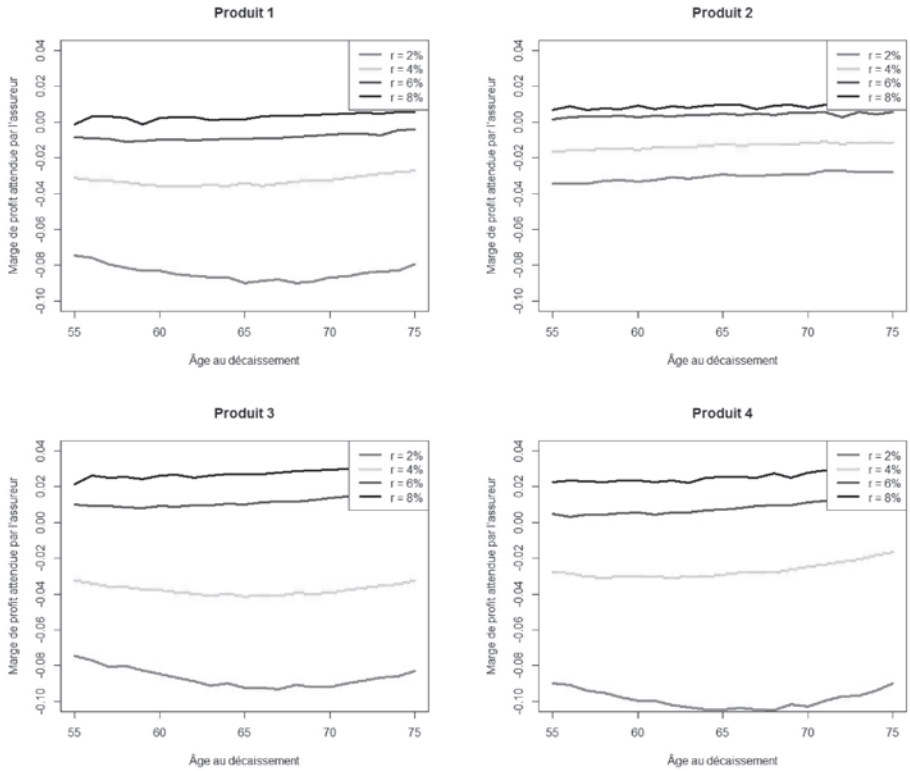 Produit 1
Marge de profit attendue par l'assureur
0.04
0.02
0.00
-0.02
-0.04
-0.06
-0.08
-0.10
r = 2%
r = 4%
r = 6%
r = 8%
55 60 65 70 75
Âge au décaissement
Produit 2
Marge de profit attendue par l'assureur
0.04
0.02
0.00
-0.02
-0.04
-0.06
-0.08
-0.10
r = 2%
r = 4%
r = 6%
r = 8%
55 60 65 70 75
Âge au décaissement
Produit 3
Marge de profit attendue par l'assureur
0.04
0.02
0.00
-0.02
-0.04
-0.06
-0.08
-0.10
r = 2%
r = 4%
r = 6%
r = 8%
55 60 65 70 75
Âge au décaissement
Produit 4
Marge de profit attendue par l'assureur
0.04
0.02
0.00
-0.02
-0.04
-0.06
-0.08
-0.10
r = 2%
r = 4%
r = 6%
r = 8%
55 60 65 70 75
Âge au décaissement